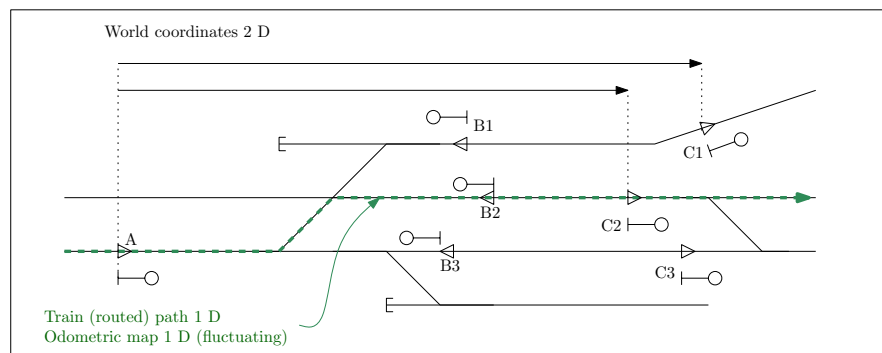 World coordinates 2 D
B1
C1
B2
C2
A
B3
C3
Train (routed) path 1 D
Odometric map 1 D (fluctuating)